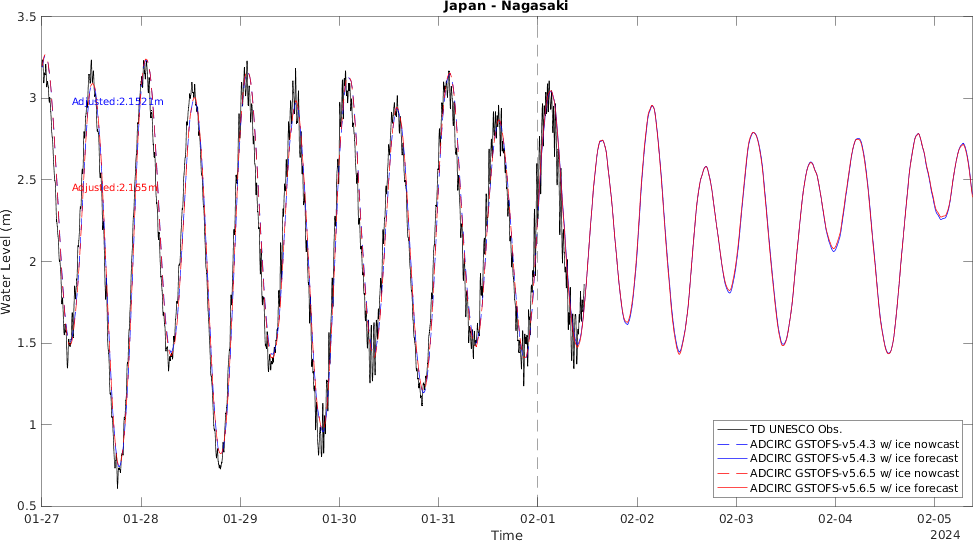 Japan - Nagasaki
3.5
3
2.5
2
1.5
1
0.5
Water Level (m)
Adjusted:2.1521m
Adjusted:2.155m
TD UNESCO Obs.
ADCIRC GSTOFS-v5.4.3 w/ ice nowcast
ADCIRC GSTOFS-v5.4.3 w/ ice forecast
ADCIRC GSTOFS-v5.6.5 w/ ice nowcast
ADCIRC GSTOFS-v5.6.5 w/ ice forecast
01-27 01-28 01-29 01-30 01-31 02-01 02-02 02-03 02-04 02-05
2024
Time